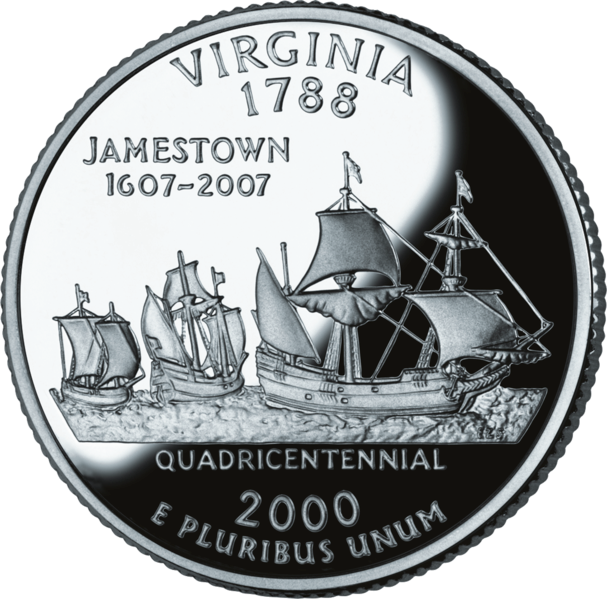 VIRGINIA
1788
JAMESTOWN
1607-2007
QUADRICENTENNIAL
2000
E PLURIBUS UNUM